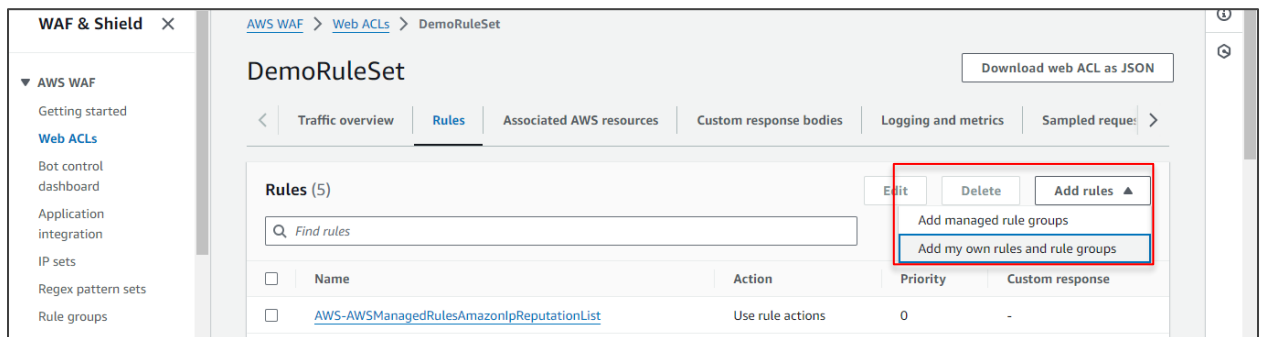 WAF & Shield
AWS WAF
Getting started
Web ACLs
Bot control
dashboard
Application
integration
IP sets
Regex pattern sets
Rule groups
AWS WAF > Web ACLs > DemoRuleSet
DemoRuleSet
Download web ACL as JSON
Traffic overview Rules Associated AWS resources Custom response bodies Logging and metrics Sampled
Rules (5)
Edit Delete Add rules
Add managed rule groups
Add my own rules and rule groups
Find rules
Name Action Priority Custom response
AWS-AWSManagedRulesAmazonIpReputationList Use rule actions 0 -